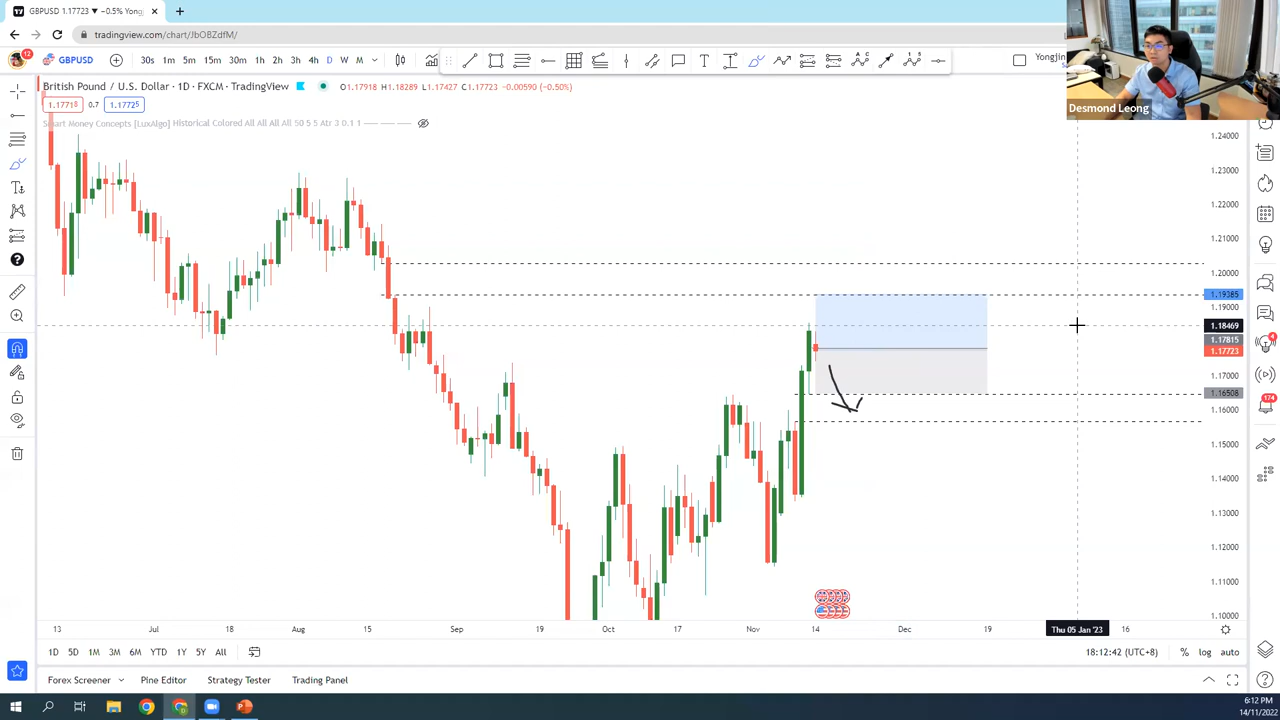 GBPUSD 1.17723 ▼ −0.5% Yong
tradingview.com/chart/JbOBZdfM/
12
GBPUSD
30s 1m 5m 15m 30m 1h 2h 3h 4h D W M
Yongjin
Desmond Leong
British Pound / U.S. Dollar · 1D · FXCM · TradingView
O1.17918 H1.18289 L1.17427 C1.17723 −0.00590 (−0.50%)
1.17718 0.7 1.17725
Smart Money Concepts [LuxAlgo] Historical Colored All All All All 50 5 5 Atr 3 0.1 1
1.24000
1.23000
1.22000
1.21000
1.20000
1.19385
1.19000
1.18469
1.17815
1.17723
1.17000
1.16508
1.16000
1.15000
1.14000
1.13000
1.12000
1.11000
1.10000
174
13 Jul 18 Aug 15 Sep 19 Oct 17 Nov 14 Dec 19 Thu 05 Jan '23 16
1D 5D 1M 3M 6M YTD 1Y 5Y All
18:12:42 (UTC+8) % log auto
Forex Screener Pine Editor Strategy Tester Trading Panel
6:12 PM
14/11/2022